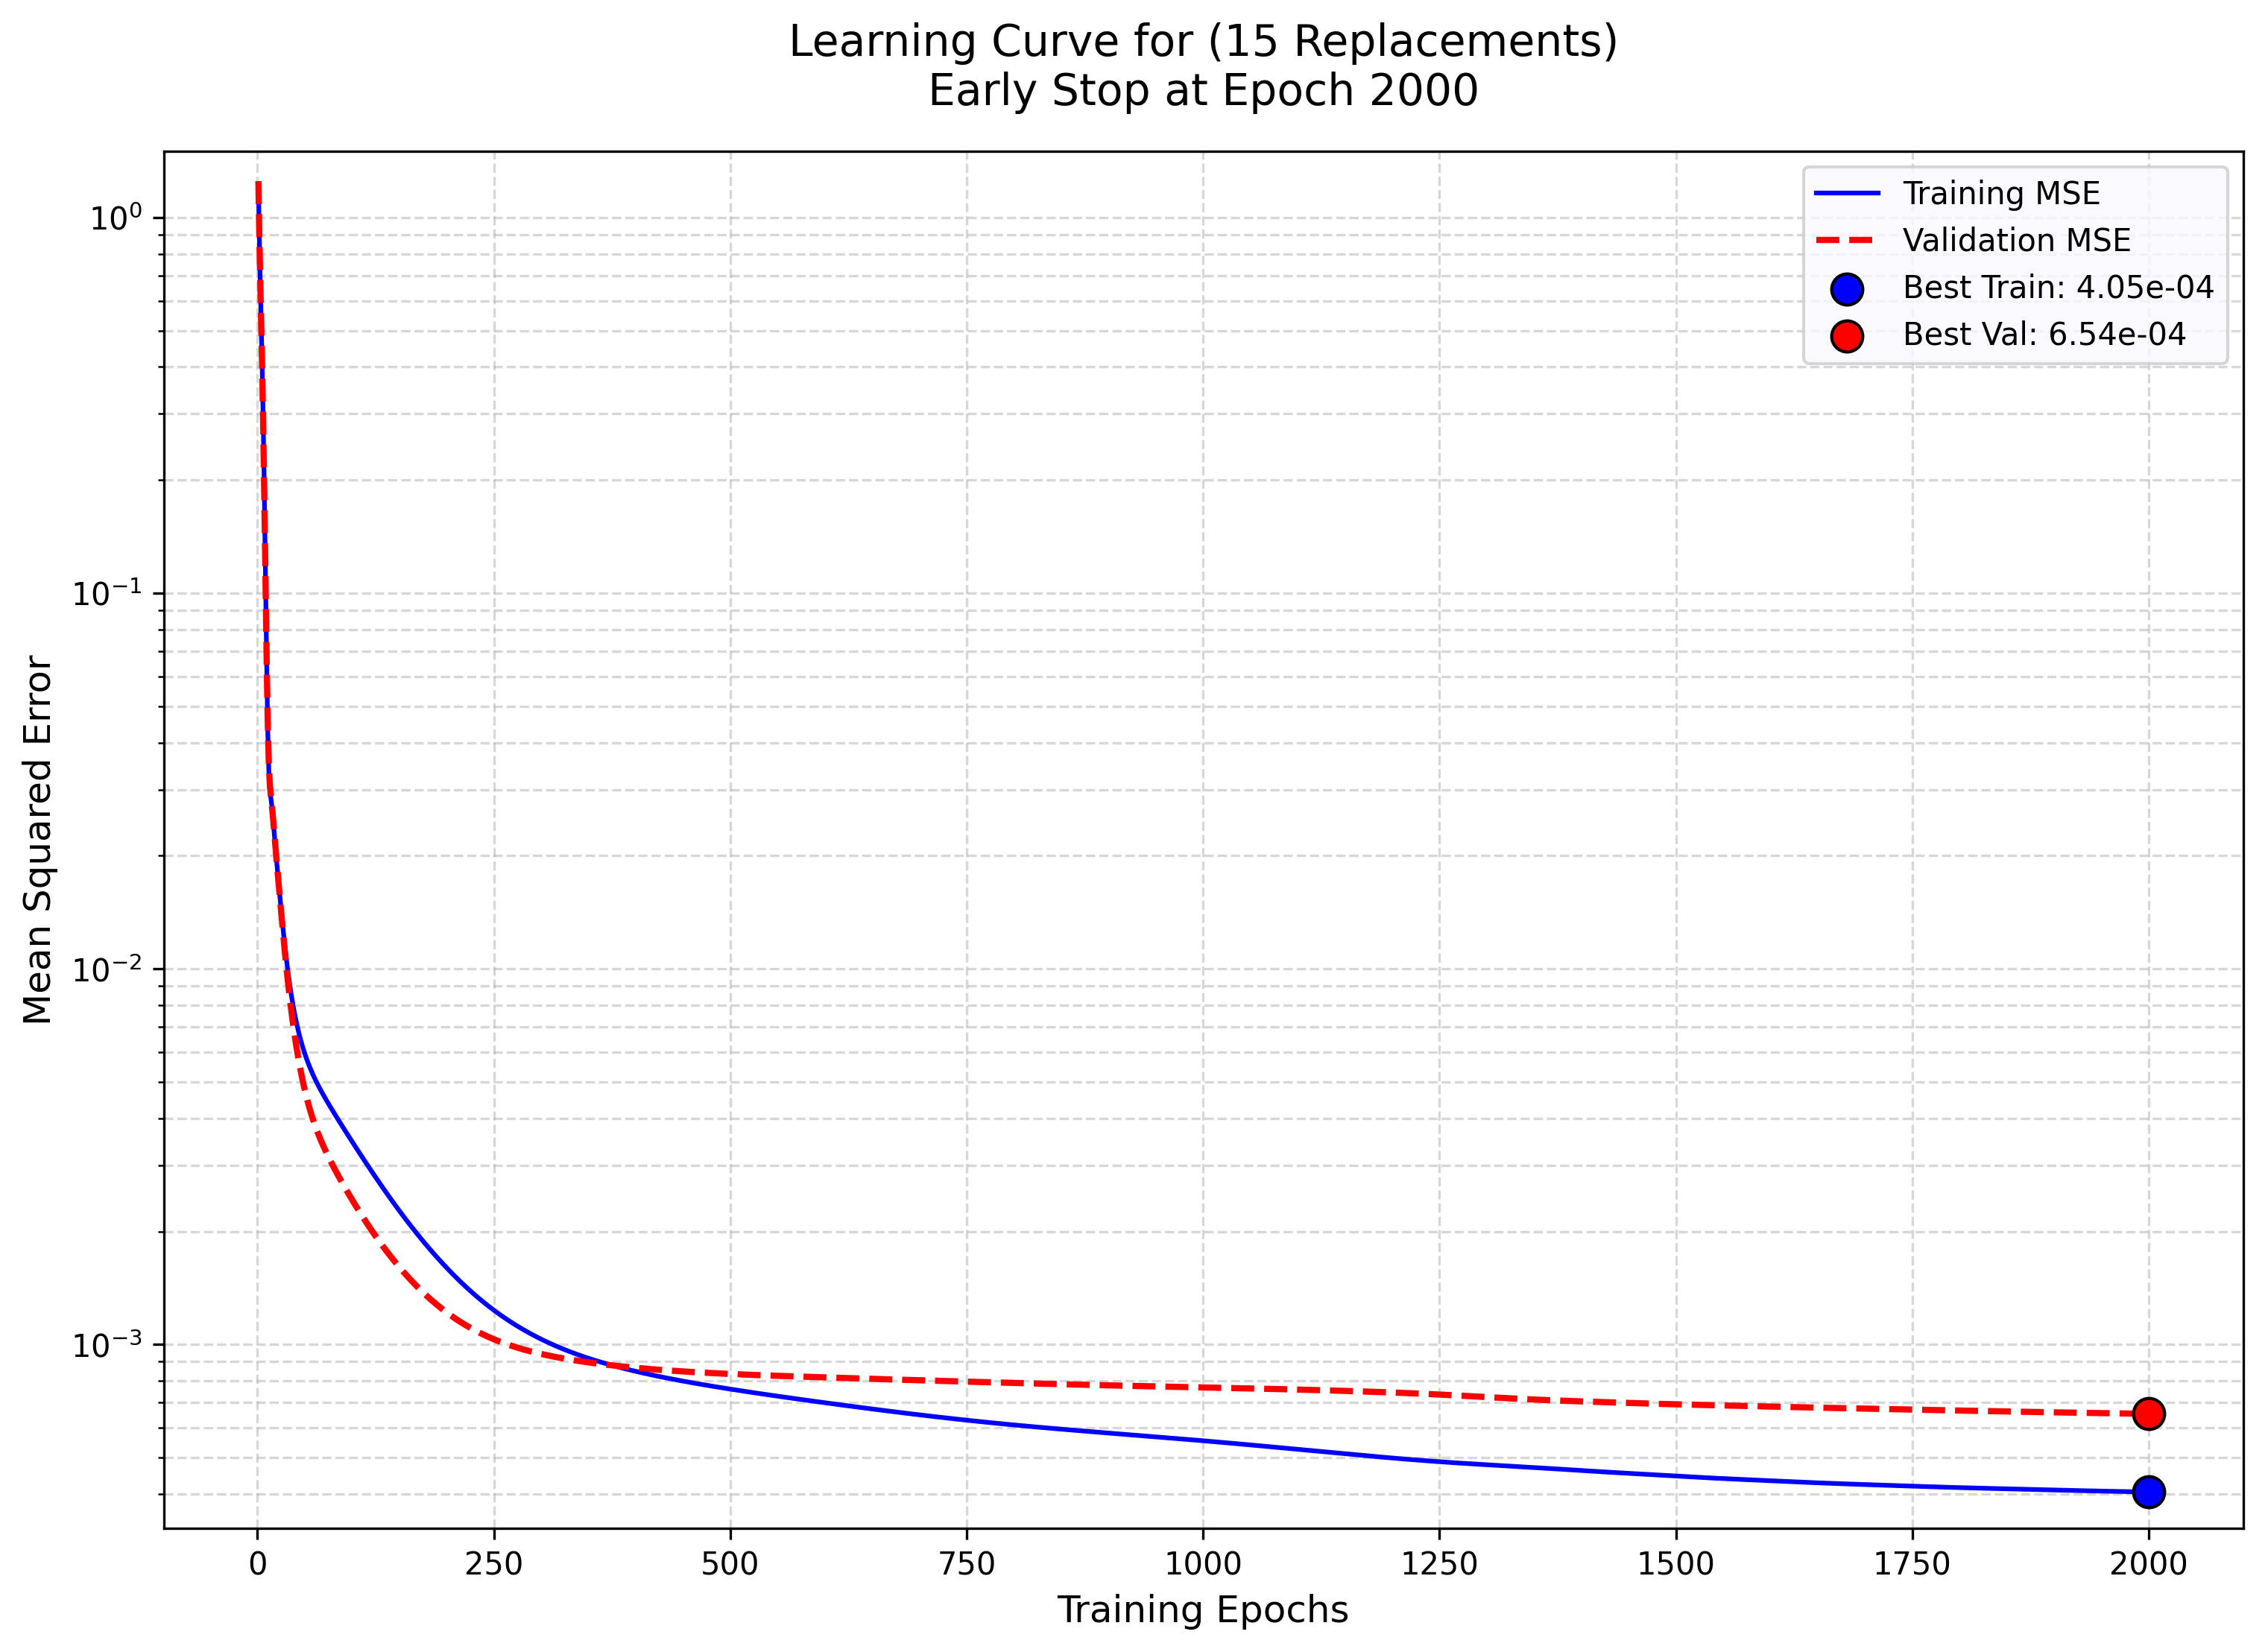 Learning Curve for (15 Replacements)
Early Stop at Epoch 2000
Training MSE
Validation MSE
Best Train: 4.05e-04
Best Val: 6.54e-04
Mean Squared Error
10⁰
10⁻¹
10⁻²
10⁻³
0 250 500 750 1000 1250 1500 1750 2000
Training Epochs